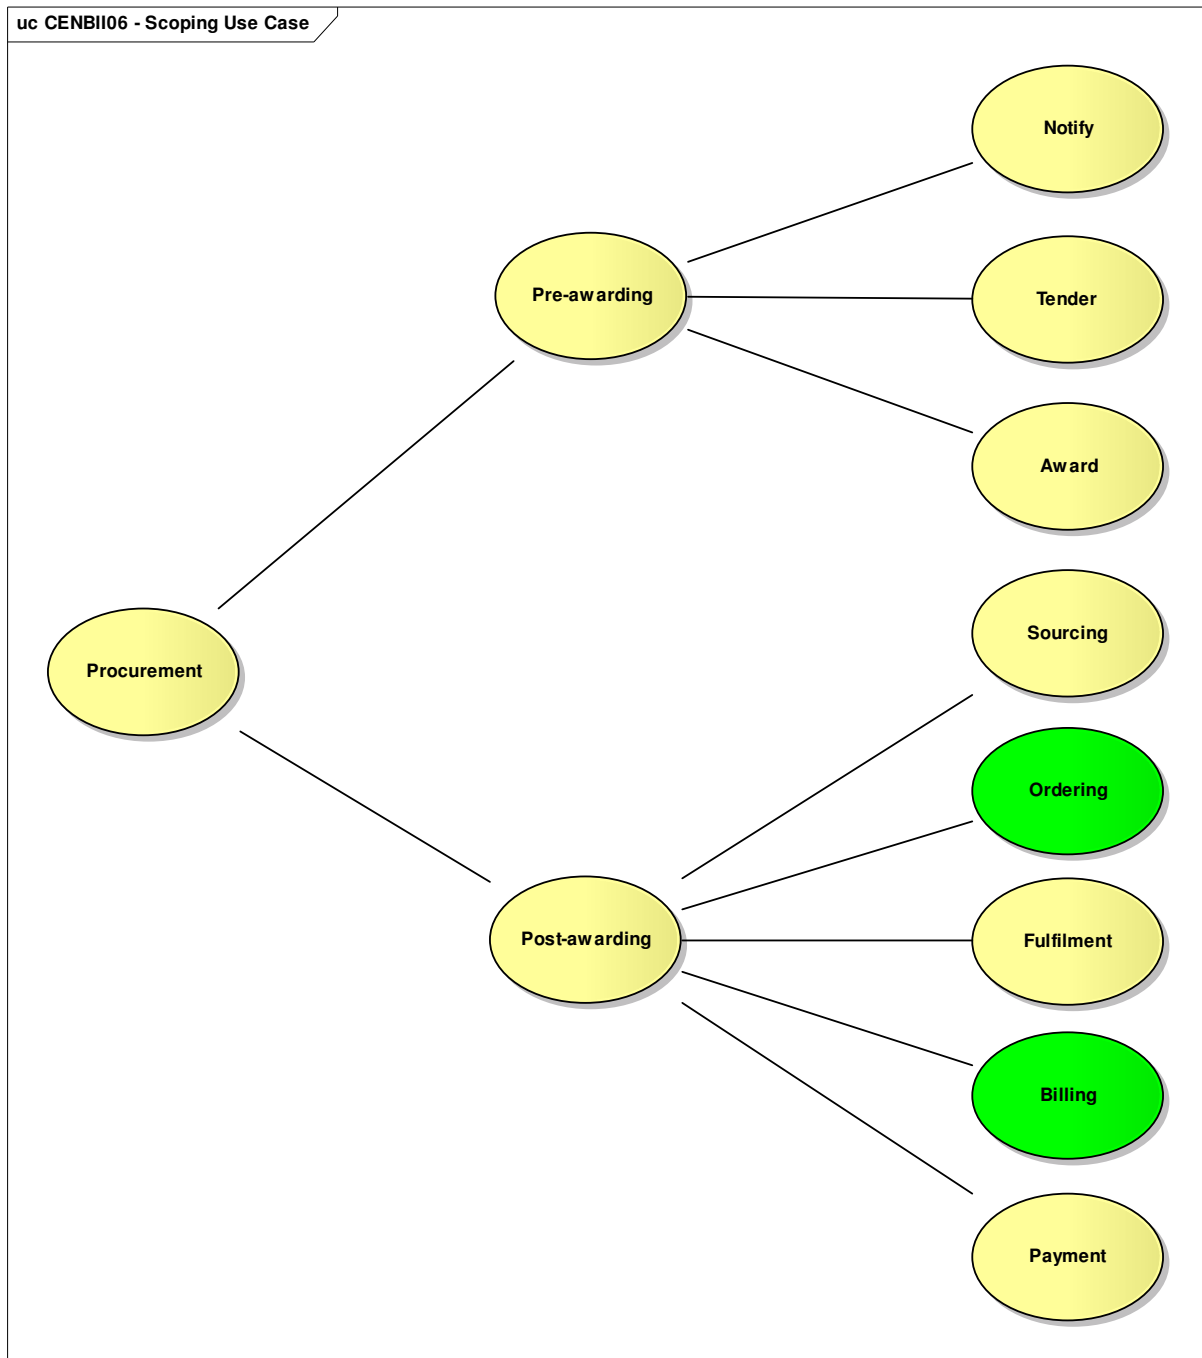 uc CENBII06 - Scoping Use Case
Notify
Pre-awarding
Tender
Award
Sourcing
Procurement
Ordering
Post-awarding
Fulfilment
Billing
Payment